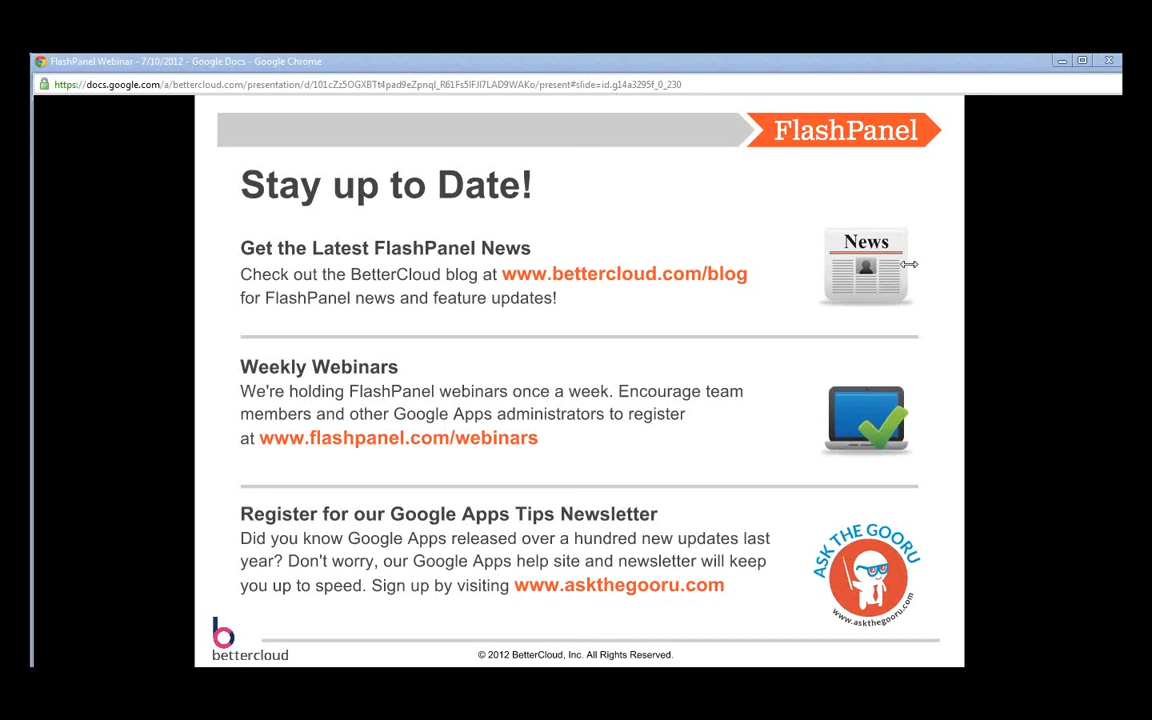 FlashPanel Webinar - 7/10/2012 - Google Docs - Google Chrome
FlashPanel
Stay up to Date!
Get the Latest FlashPanel News
Check out the BetterCloud blog at www.bettercloud.com/blog
for FlashPanel news and feature updates!
News
Weekly Webinars
We're holding FlashPanel webinars once a week. Encourage team
members and other Google Apps administrators to register
at www.flashpanel.com/webinars
Register for our Google Apps Tips Newsletter
Did you know Google Apps released over a hundred new updates last
year? Don't worry, our Google Apps help site and newsletter will keep
you up to speed. Sign up by visiting www.askthegooru.com
ASK THE GOORU
www.askthegooru.com
bettercloud
© 2012 BetterCloud, Inc. All Rights Reserved.